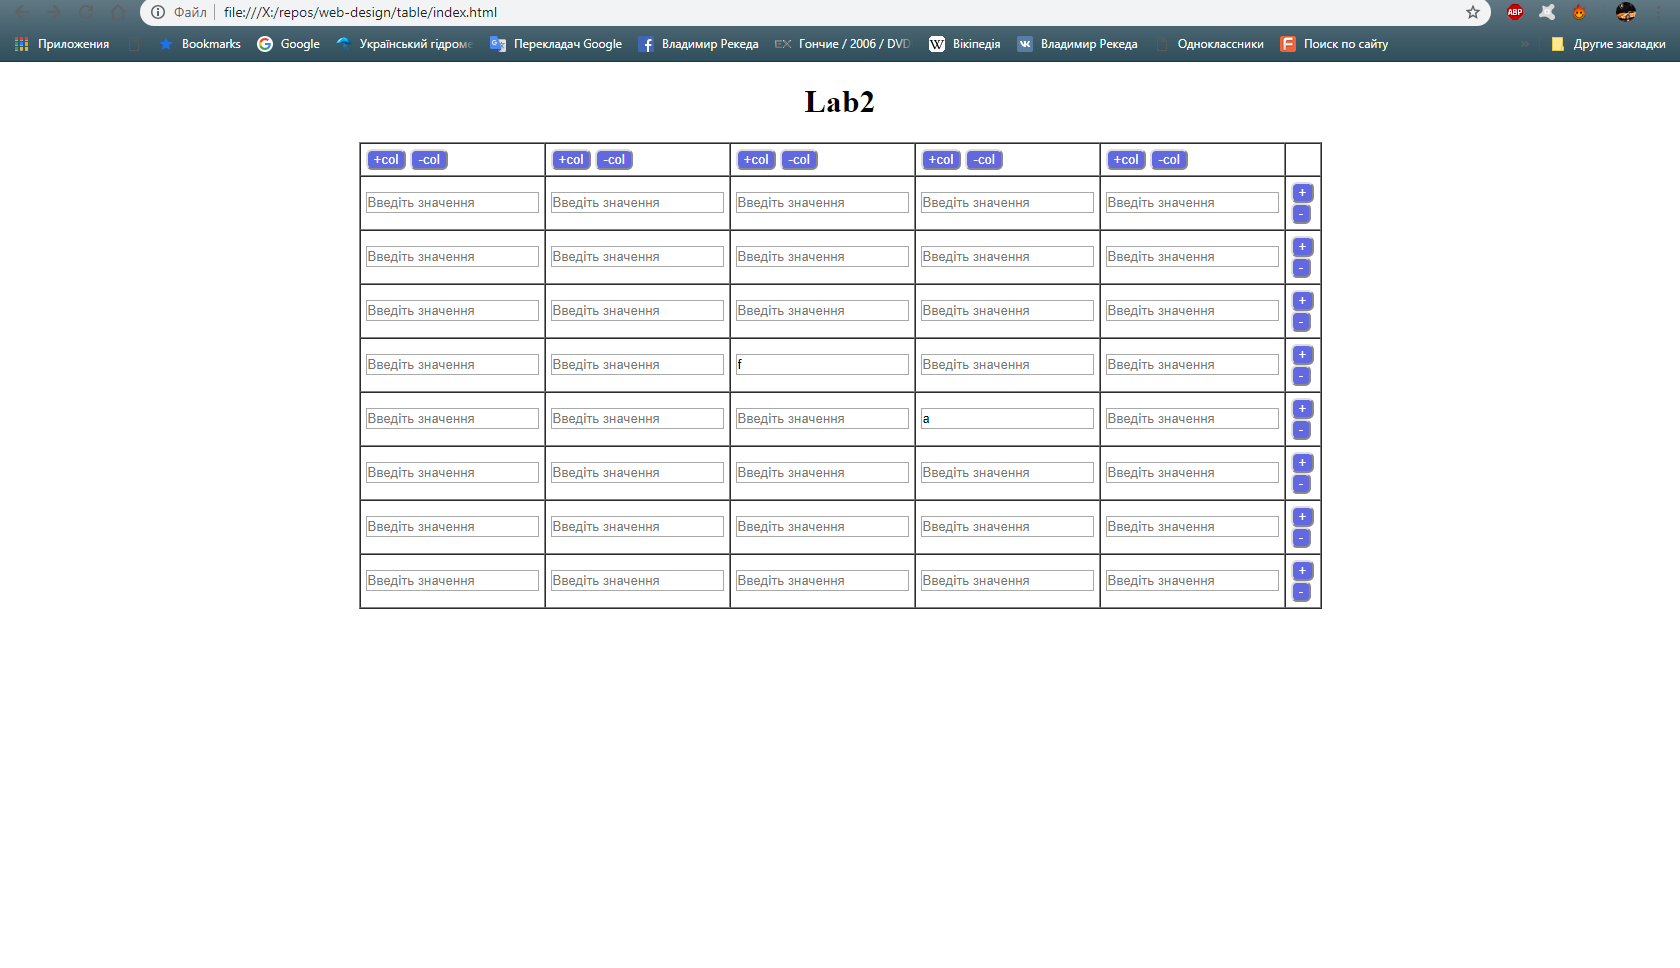 Файл file:///X:/repos/web-design/table/index.html ABP
Приложения Bookmarks Google Український гідроме Перекладач Google Владимир Рекеда EX Гончие / 2006 / DVD W Вікіпедія Владимир Рекеда Одноклассники F Поиск по сайту » Другие закладки
Lab2
+col -col +col -col +col -col +col -col +col -col
Введіть значення Введіть значення Введіть значення Введіть значення Введіть значення +
-
Введіть значення Введіть значення Введіть значення Введіть значення Введіть значення +
-
Введіть значення Введіть значення Введіть значення Введіть значення Введіть значення +
-
Введіть значення Введіть значення f Введіть значення Введіть значення +
-
Введіть значення Введіть значення Введіть значення a Введіть значення +
-
Введіть значення Введіть значення Введіть значення Введіть значення Введіть значення +
-
Введіть значення Введіть значення Введіть значення Введіть значення Введіть значення +
-
Введіть значення Введіть значення Введіть значення Введіть значення Введіть значення +
-